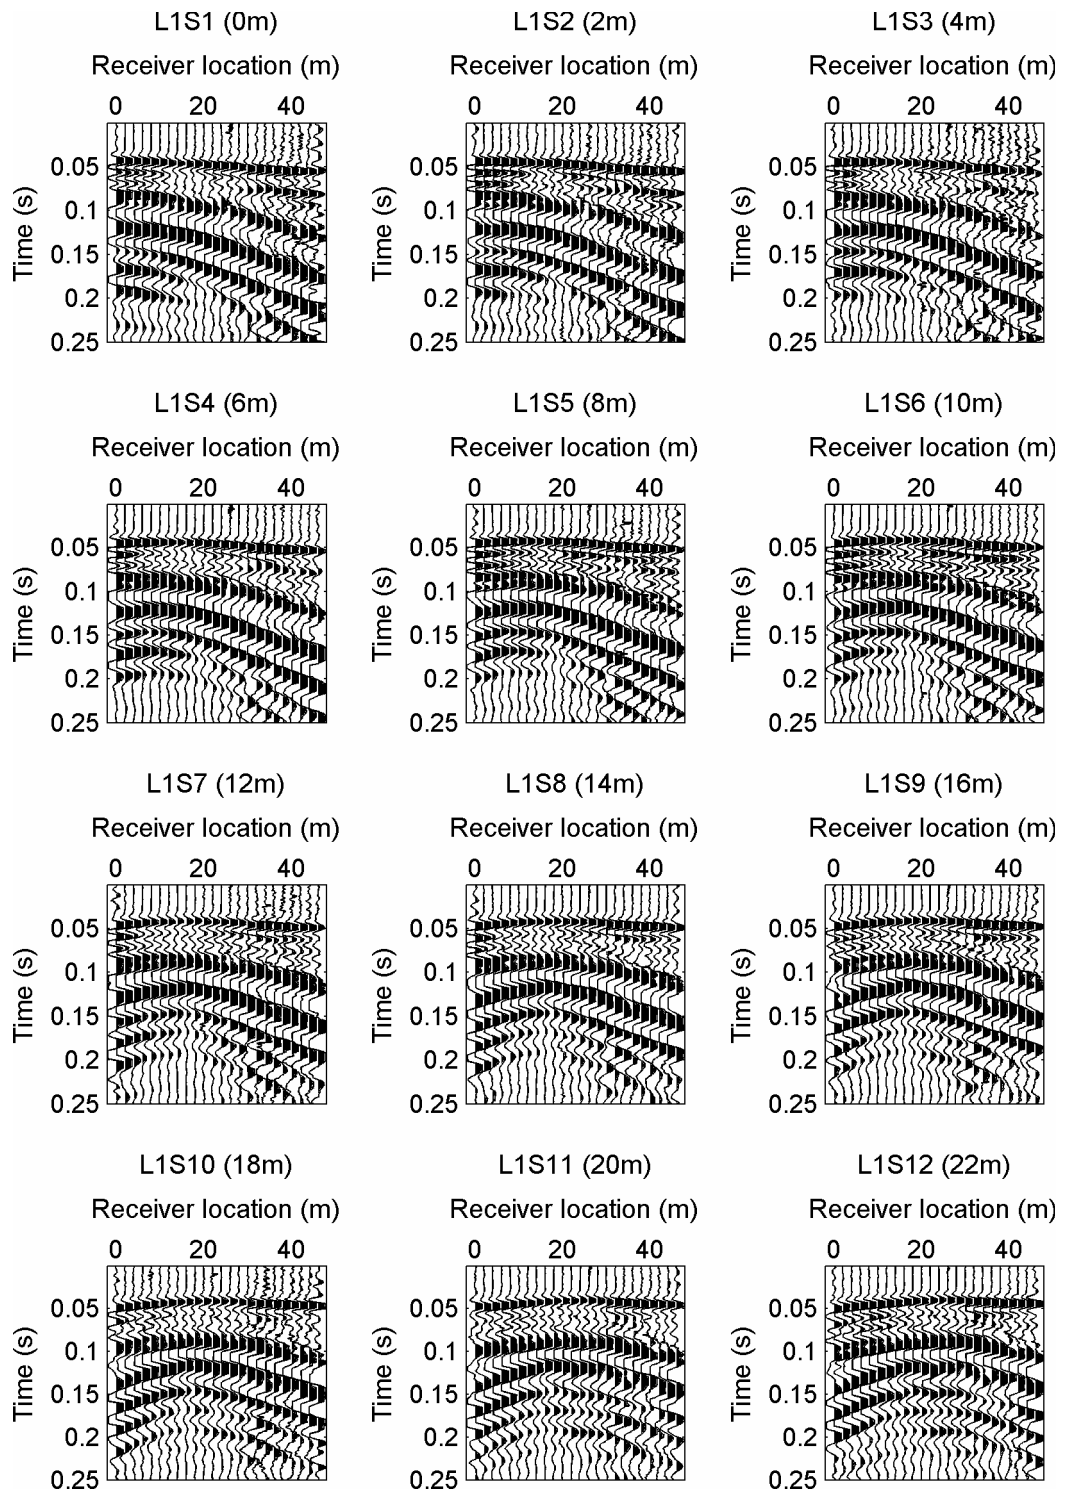 L1S1 (0m) L1S2 (2m) L1S3 (4m)
Receiver location (m) Receiver location (m) Receiver location (m)
0 20 40 0 20 40 0 20 40
Time (s) Time (s) Time (s)
0.05 0.05 0.05
0.1 0.1 0.1
0.15 0.15 0.15
0.2 0.2 0.2
0.25 0.25 0.25
L1S4 (6m) L1S5 (8m) L1S6 (10m)
Receiver location (m) Receiver location (m) Receiver location (m)
0 20 40 0 20 40 0 20 40
Time (s) Time (s) Time (s)
0.05 0.05 0.05
0.1 0.1 0.1
0.15 0.15 0.15
0.2 0.2 0.2
0.25 0.25 0.25
L1S7 (12m) L1S8 (14m) L1S9 (16m)
Receiver location (m) Receiver location (m) Receiver location (m)
0 20 40 0 20 40 0 20 40
Time (s) Time (s) Time (s)
0.05 0.05 0.05
0.1 0.1 0.1
0.15 0.15 0.15
0.2 0.2 0.2
0.25 0.25 0.25
L1S10 (18m) L1S11 (20m) L1S12 (22m)
Receiver location (m) Receiver location (m) Receiver location (m)
0 20 40 0 20 40 0 20 40
Time (s) Time (s) Time (s)
0.05 0.05 0.05
0.1 0.1 0.1
0.15 0.15 0.15
0.2 0.2 0.2
0.25 0.25 0.25